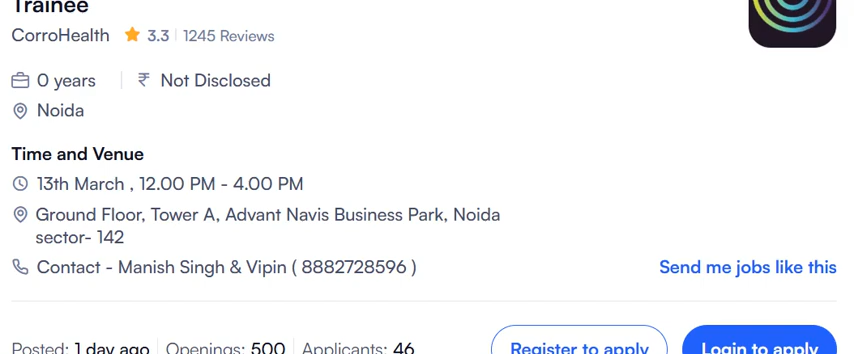 Trainee
CorroHealth 3.3 1245 Reviews
0 years ₹ Not Disclosed
Noida
Time and Venue
13th March , 12.00 PM - 4.00 PM
Ground Floor, Tower A, Advant Navis Business Park, Noida
sector- 142
Contact - Manish Singh & Vipin ( 8882728596 )
Send me jobs like this
Posted: 1 day ago Openings: 500 Applicants: 46
Register to apply
Login to apply